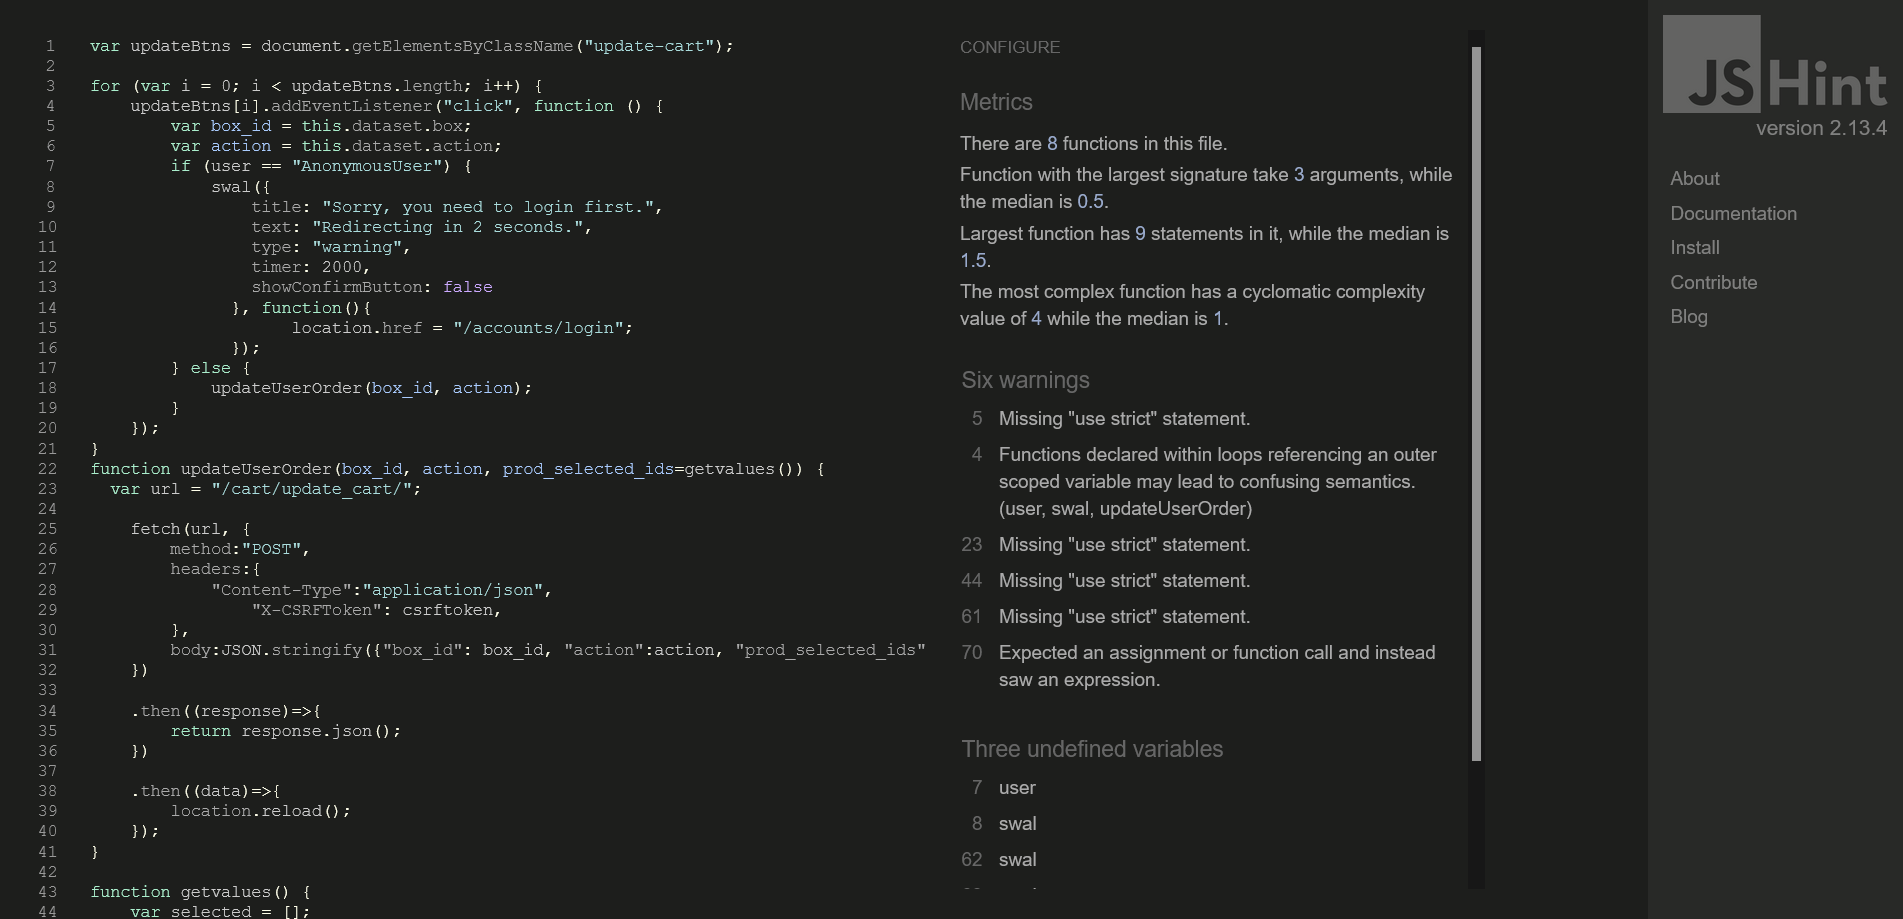 1 var updateBtns = document.getElementsByClassName("update-cart");
2
3 for (var i = 0; i < updateBtns.length; i++) {
4 updateBtns[i].addEventListener("click", function () {
5 var box_id = this.dataset.box;
6 var action = this.dataset.action;
7 if (user == "AnonymousUser") {
8 swal({
9 title: "Sorry, you need to login first.",
10 text: "Redirecting in 2 seconds.",
11 type: "warning",
12 timer: 2000,
13 showConfirmButton: false
14 }, function(){
15 location.href = "/accounts/login";
16 });
17 } else {
18 updateUserOrder(box_id, action);
19 }
20 });
21 }
22 function updateUserOrder(box_id, action, prod_selected_ids=getvalues()) {
23 var url = "/cart/update_cart/";
24
25 fetch(url, {
26 method:"POST",
27 headers:{
28 "Content-Type":"application/json",
29 "X-CSRFToken": csrftoken,
30 },
31 body:JSON.stringify({"box_id": box_id, "action":action, "prod_selected_ids"
32 })
33
34 .then((response)=>{
35 return response.json();
36 })
37
38 .then((data)=>{
39 location.reload();
40 });
41 }
42
43 function getvalues() {
44 var selected = [];
CONFIGURE
Metrics
There are 8 functions in this file.
Function with the largest signature take 3 arguments, while
the median is 0.5.
Largest function has 9 statements in it, while the median is
1.5.
The most complex function has a cyclomatic complexity
value of 4 while the median is 1.
Six warnings
5 Missing "use strict" statement.
4 Functions declared within loops referencing an outer
scoped variable may lead to confusing semantics.
(user, swal, updateUserOrder)
23 Missing "use strict" statement.
44 Missing "use strict" statement.
61 Missing "use strict" statement.
70 Expected an assignment or function call and instead
saw an expression.
Three undefined variables
7 user
8 swal
62 swal
JSHint
version 2.13.4
About
Documentation
Install
Contribute
Blog